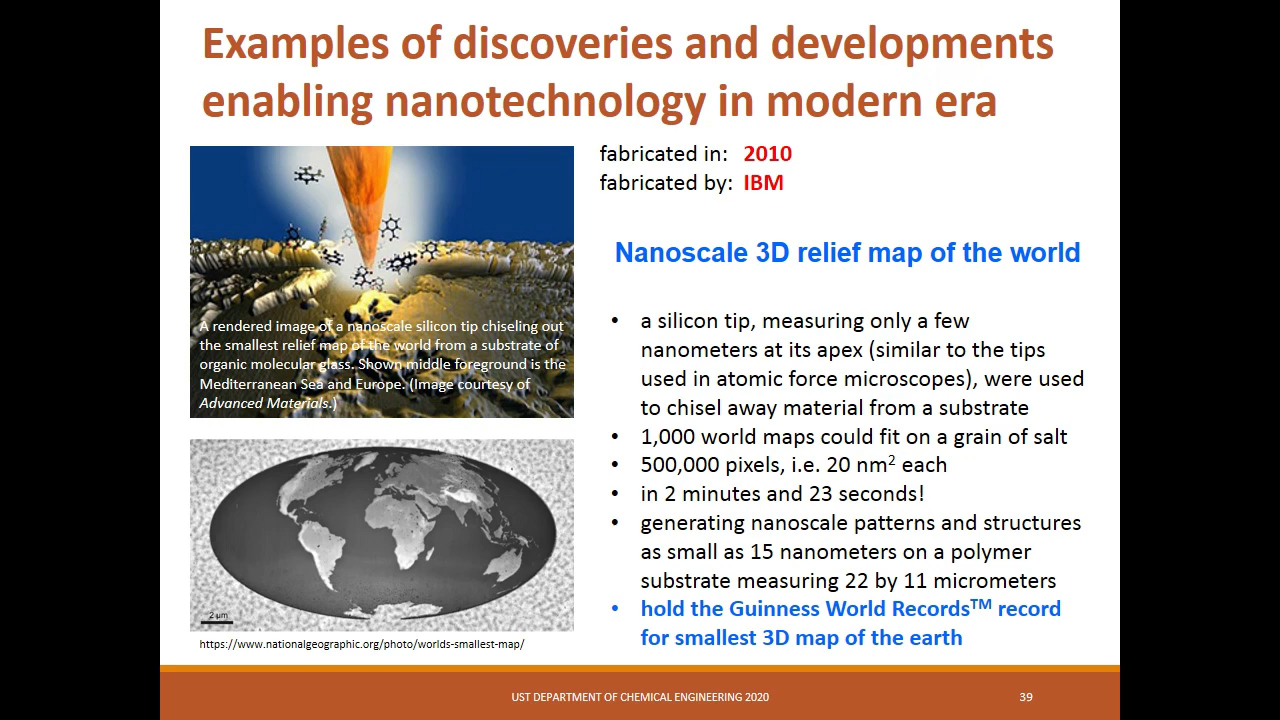 Examples of discoveries and developments
enabling nanotechnology in modern era
A rendered image of a nanoscale silicon tip chiseling out
the smallest relief map of the world from a substrate of
organic molecular glass. Shown middle foreground is the
Mediterranean Sea and Europe. (Image courtesy of
Advanced Materials.)
2 μm
https://www.nationalgeographic.org/photo/worlds-smallest-map/
fabricated in: 2010
fabricated by: IBM
Nanoscale 3D relief map of the world
• a silicon tip, measuring only a few
nanometers at its apex (similar to the tips
used in atomic force microscopes), were used
to chisel away material from a substrate
• 1,000 world maps could fit on a grain of salt
• 500,000 pixels, i.e. 20 nm² each
• in 2 minutes and 23 seconds!
• generating nanoscale patterns and structures
as small as 15 nanometers on a polymer
substrate measuring 22 by 11 micrometers
• hold the Guinness World Records™ record
for smallest 3D map of the earth
UST DEPARTMENT OF CHEMICAL ENGINEERING 2020
39